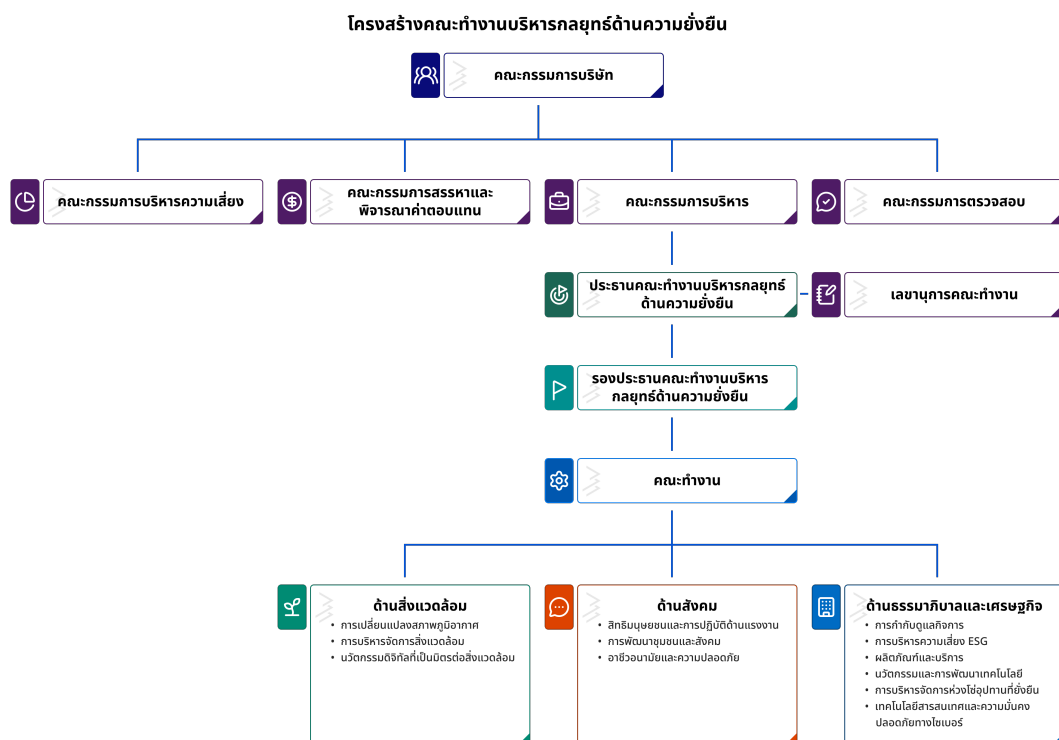 โครงสร้างคณะทำงานบริหารกลยุทธ์ด้านความยั่งยืน
คณะกรรมการบริษัท
คณะกรรมการบริหารความเสี่ยง
คณะกรรมการสรรหาและ
พิจารณาค่าตอบแทน
คณะกรรมการบริหาร
คณะกรรมการตรวจสอบ
ประธานคณะทำงานบริหารกลยุทธ์
ด้านความยั่งยืน
เลขานุการคณะทำงาน
รองประธานคณะทำงานบริหาร
กลยุทธ์ด้านความยั่งยืน
คณะทำงาน
ด้านสิ่งแวดล้อม
• การเปลี่ยนแปลงสภาพภูมิอากาศ
• การบริหารจัดการสิ่งแวดล้อม
• นวัตกรรมดิจิทัลที่เป็นมิตรต่อสิ่งแวดล้อม
ด้านสังคม
• สิทธิมนุษยชนและการปฏิบัติด้านแรงงาน
• การพัฒนาชุมชนและสังคม
• อาชีวอนามัยและความปลอดภัย
ด้านธรรมาภิบาลและเศรษฐกิจ
• การกำกับดูแลกิจการ
• การบริหารความเสี่ยง ESG
• ผลิตภัณฑ์และบริการ
• นวัตกรรมและการพัฒนาเทคโนโลยี
• การบริหารจัดการห่วงโซ่อุปทานที่ยั่งยืน
• เทคโนโลยีสารสนเทศและความมั่นคง
ปลอดภัยทางไซเบอร์